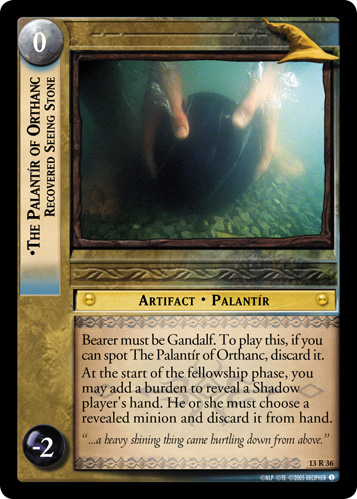 0
•The Palantír of Orthanc
Recovered Seeing Stone
Artifact • Palantír
Bearer must be Gandalf. To play this, if you
can spot The Palantír of Orthanc, discard it.
At the start of the fellowship phase, you
may add a burden to reveal a Shadow
player's hand. He or she must choose a
revealed minion and discard it from hand.
"...a heavy shining thing came hurtling down from above."
-2
13 R 36
©NLP ™TE ©2005 DECIPHER